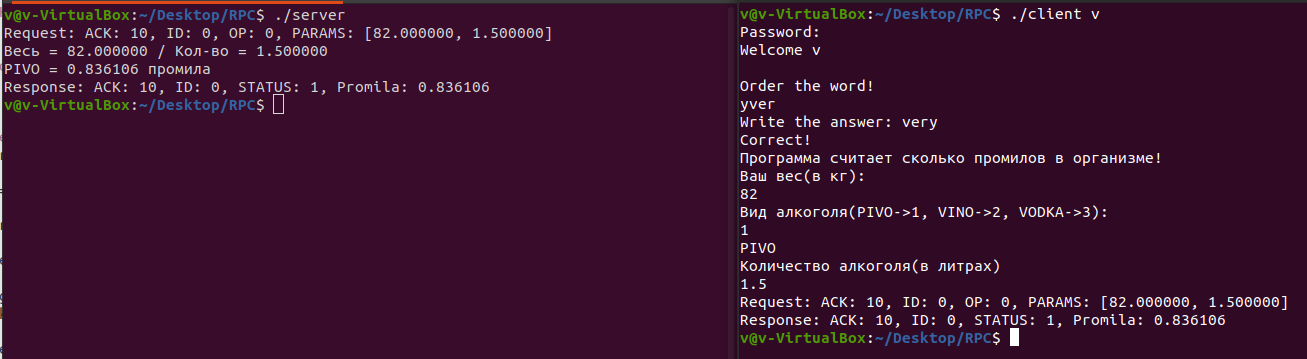 v@v-VirtualBox:~/Desktop/RPC$ ./server
Request: ACK: 10, ID: 0, OP: 0, PARAMS: [82.000000, 1.500000]
Весь = 82.000000 / Кол-во = 1.500000
PIVO = 0.836106 промила
Response: ACK: 10, ID: 0, STATUS: 1, Promila: 0.836106
v@v-VirtualBox:~/Desktop/RPC$
v@v-VirtualBox:~/Desktop/RPC$ ./client v
Password:
Welcome v
Order the word!
yver
Write the answer: very
Correct!
Программа считает сколько промилов в организме!
Ваш вес(в кг):
82
Вид алкоголя(PIVO->1, VINO->2, VODKA->3):
1
PIVO
Количество алкоголя(в литрах)
1.5
Request: ACK: 10, ID: 0, OP: 0, PARAMS: [82.000000, 1.500000]
Response: ACK: 10, ID: 0, STATUS: 1, Promila: 0.836106
v@v-VirtualBox:~/Desktop/RPC$